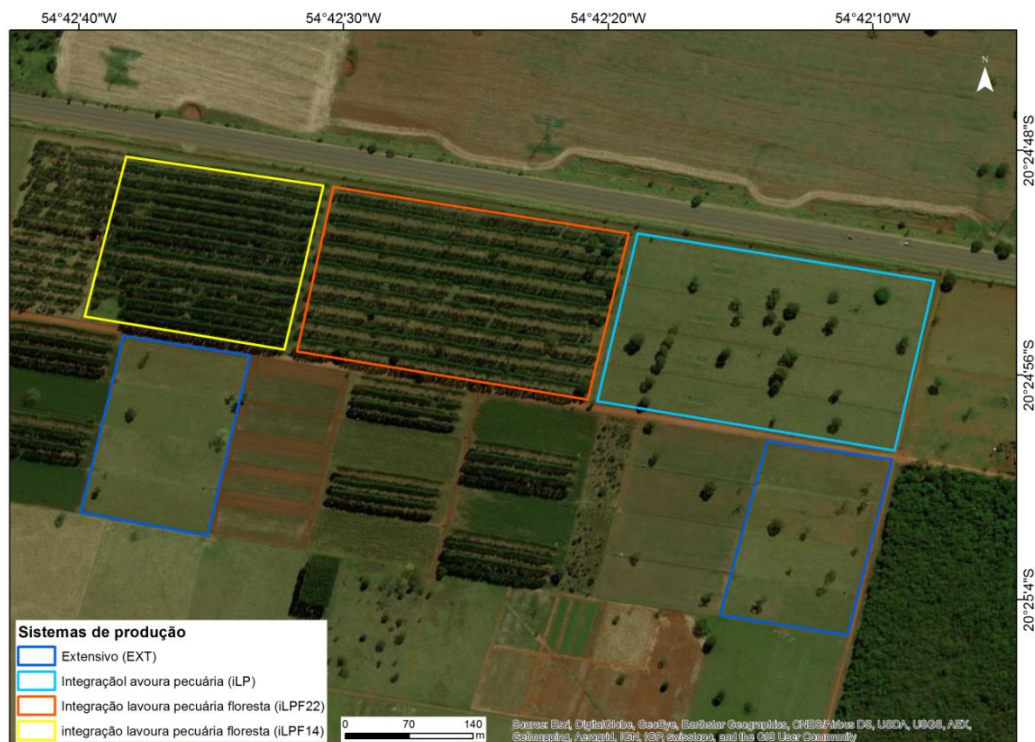 54°42'40"W 54°42'30"W 54°42'20"W 54°42'10"W
N
20°24'48"S
20°24'56"S
20°25'4"S
Sistemas de produção
Extensivo (EXT)
Integraçãol avoura pecuária (iLP)
Integração lavoura pecuária floresta (iLPF22)
integração lavoura pecuária floresta (iLPF14)
0 70 140
m
Source: Esri, DigitalGlobe, GeoEye, Earthstar Geographics, CNES/Airbus DS, USDA, USGS, AEX,
Getmapping, Aerogrid, IGN, IGP, swisstopo, and the GIS User Community